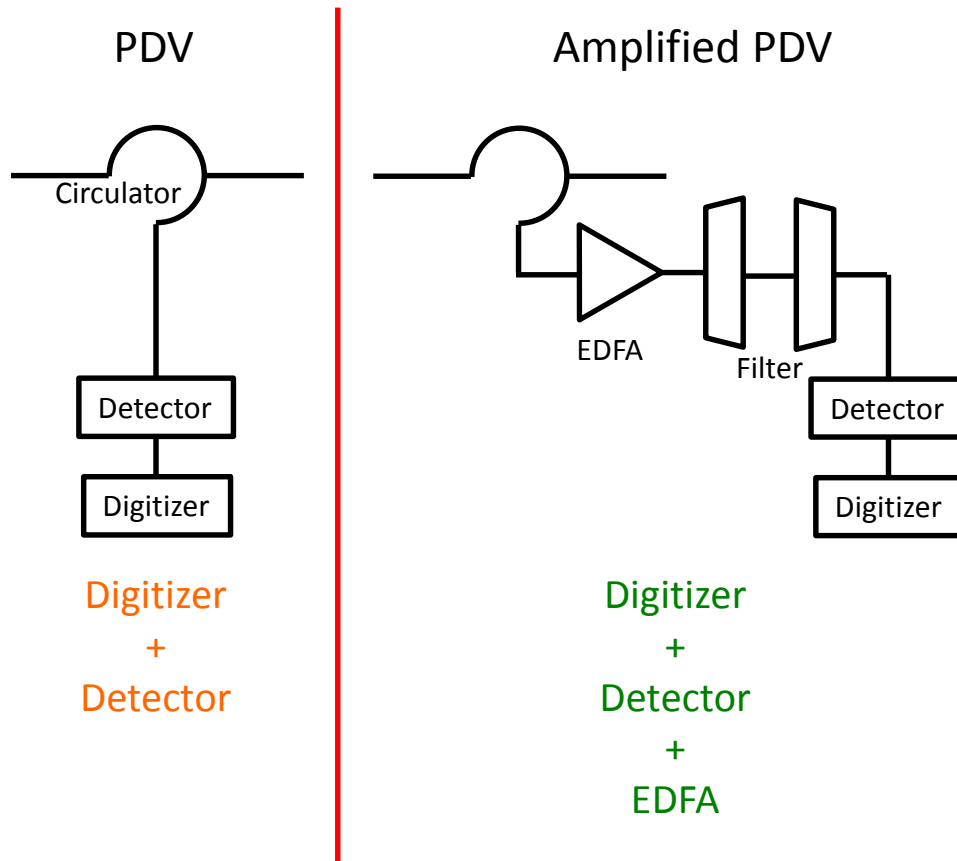 PDV
Circulator
Detector
Digitizer
Digitizer
+
Detector
Amplified PDV
EDFA
Filter
Detector
Digitizer
Digitizer
+
Detector
+
EDFA